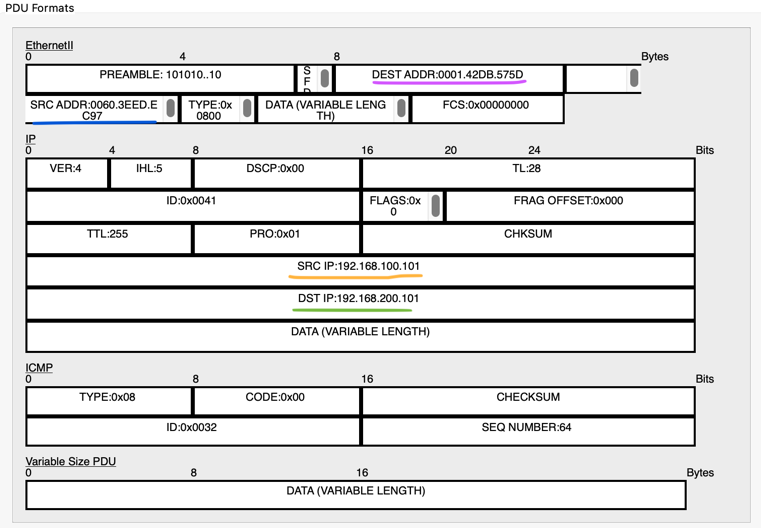 PDU Formats
EthernetII
0 4 8 Bytes
PREAMBLE: 101010..10
S
F
D
DEST ADDR:0001.42DB.575D
SRC ADDR:0060.3EED.E
C97
TYPE:0x
0800
DATA (VARIABLE LENG
TH)
FCS:0x00000000
IP
0 4 8 16 20 24 Bits
VER:4 IHL:5 DSCP:0x00 TL:28
ID:0x0041
FLAGS:0x
0
FRAG OFFSET:0x000
TTL:255 PRO:0x01 CHKSUM
SRC IP:192.168.100.101
DST IP:192.168.200.101
DATA (VARIABLE LENGTH)
ICMP
0 8 16 Bits
TYPE:0x08 CODE:0x00 CHECKSUM
ID:0x0032 SEQ NUMBER:64
Variable Size PDU
0 8 16 Bytes
DATA (VARIABLE LENGTH)